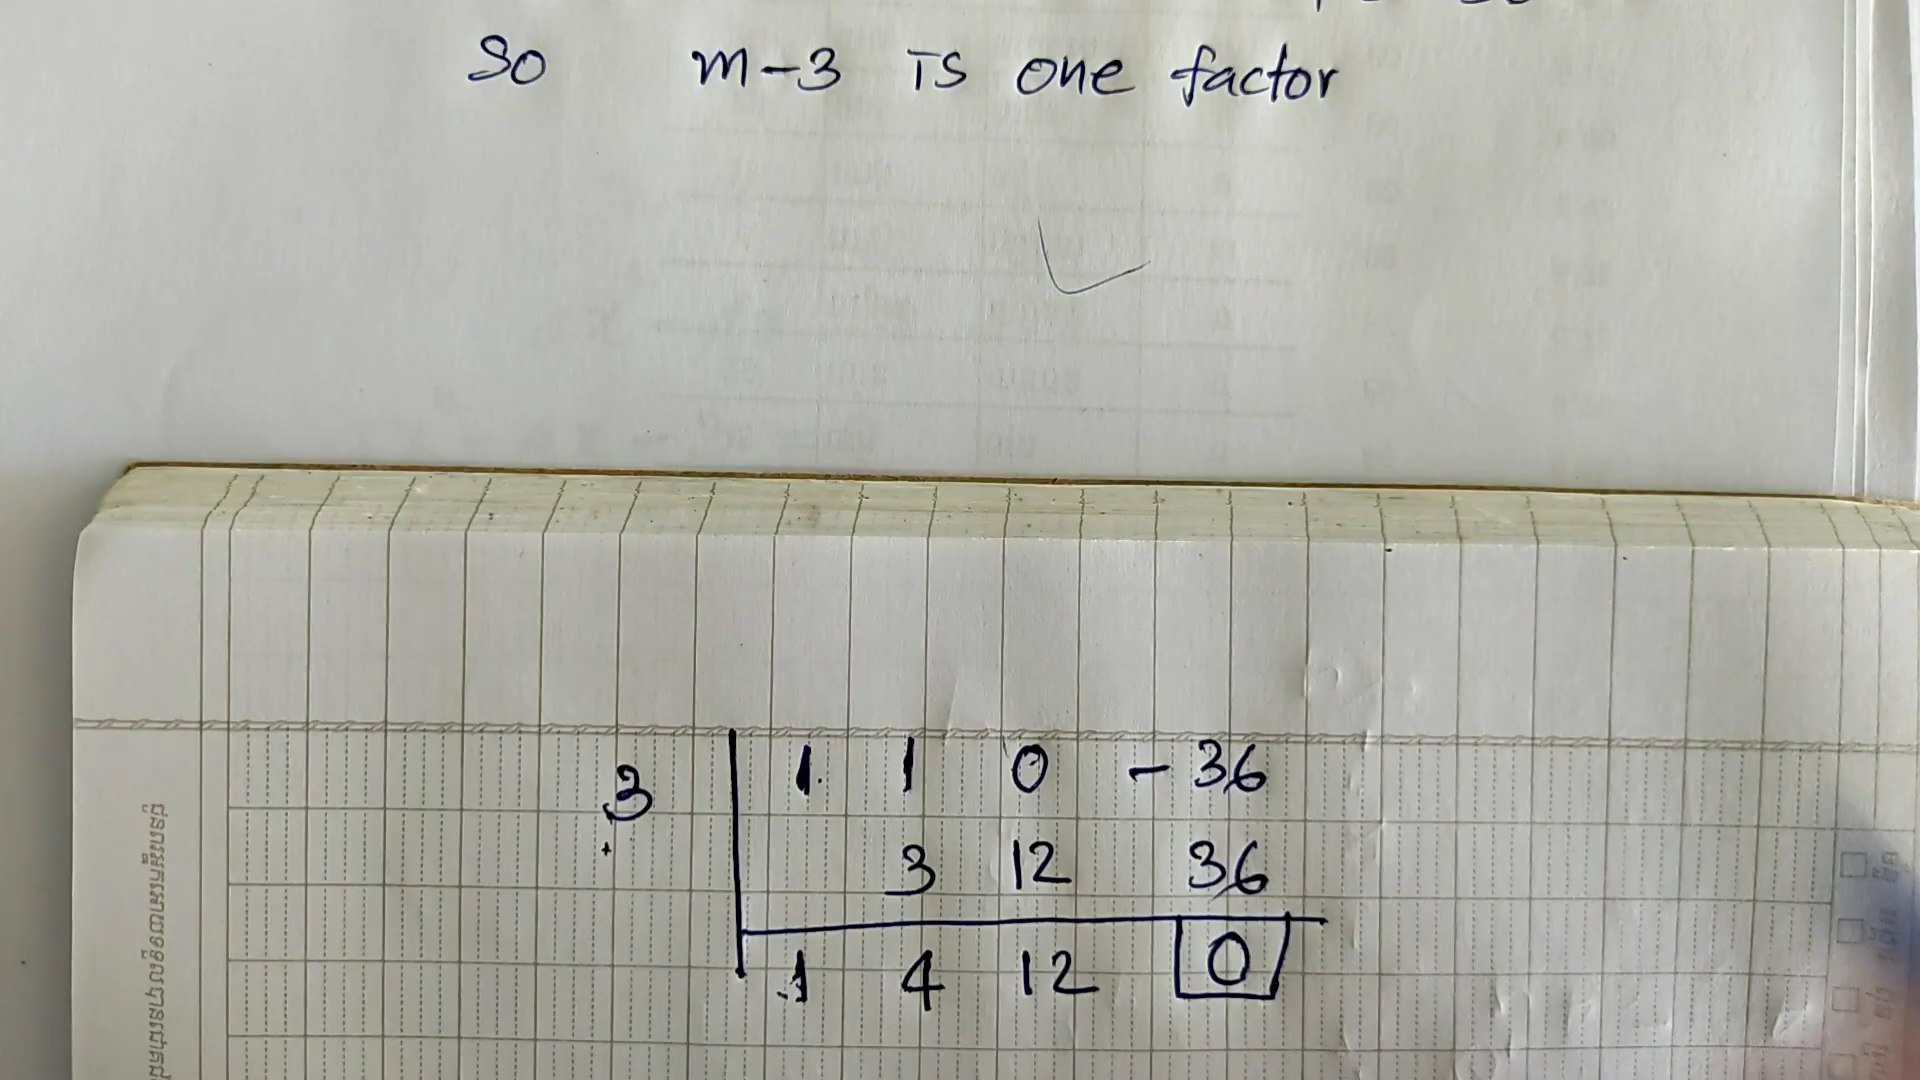 So m-3 is one factor
3 1 1 0 -36
3 12 36
1 4 12 0